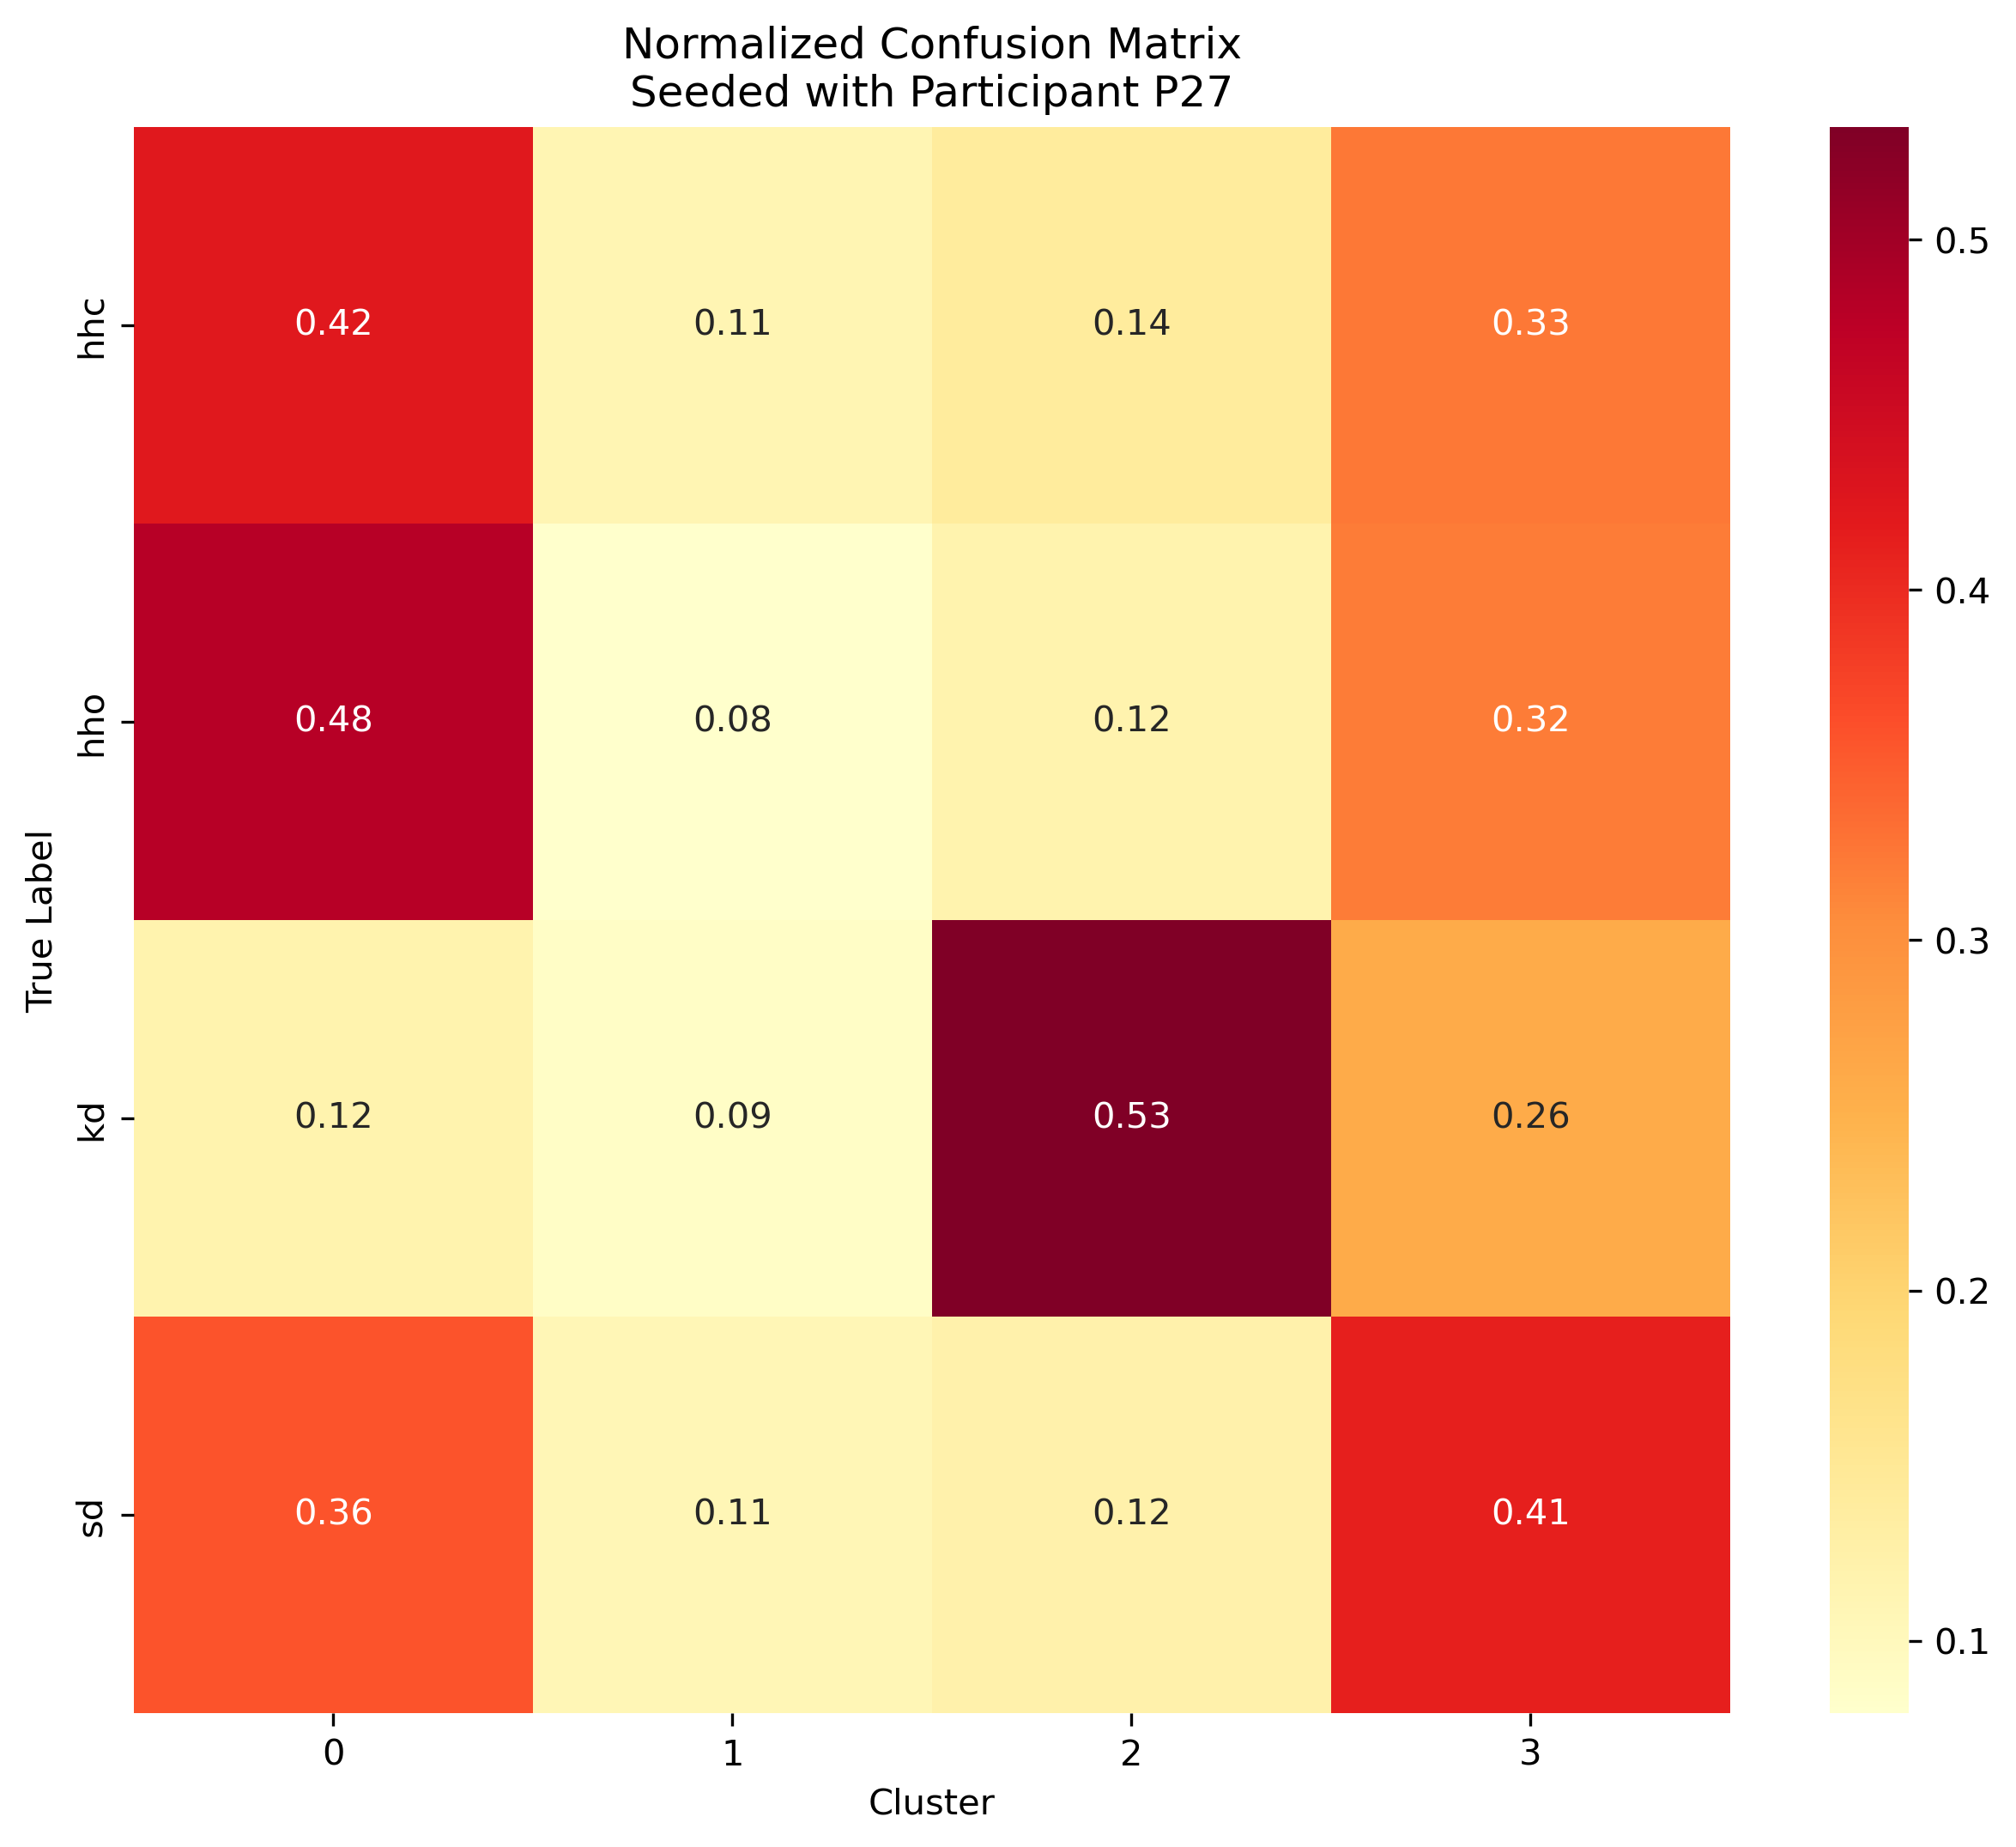 Normalized Confusion Matrix
Seeded with Participant P27
True Label
hhc
0.42 0.11 0.14 0.33
hho
0.48 0.08 0.12 0.32
kd
0.12 0.09 0.53 0.26
sd
0.36 0.11 0.12 0.41
0 1 2 3
Cluster
0.5
0.4
0.3
0.2
0.1